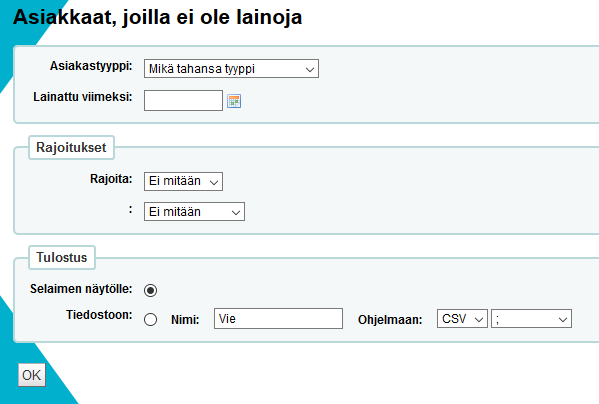 Asiakkaat, joilla ei ole lainoja
Asiakastyyppi: Mikä tahansa tyyppi
Lainattu viimeksi:
Rajoitukset
Rajoita: Ei mitään
: Ei mitään
Tulostus
Selaimen näytölle:
Tiedostoon: Nimi: Vie Ohjelmaan: CSV ;
OK